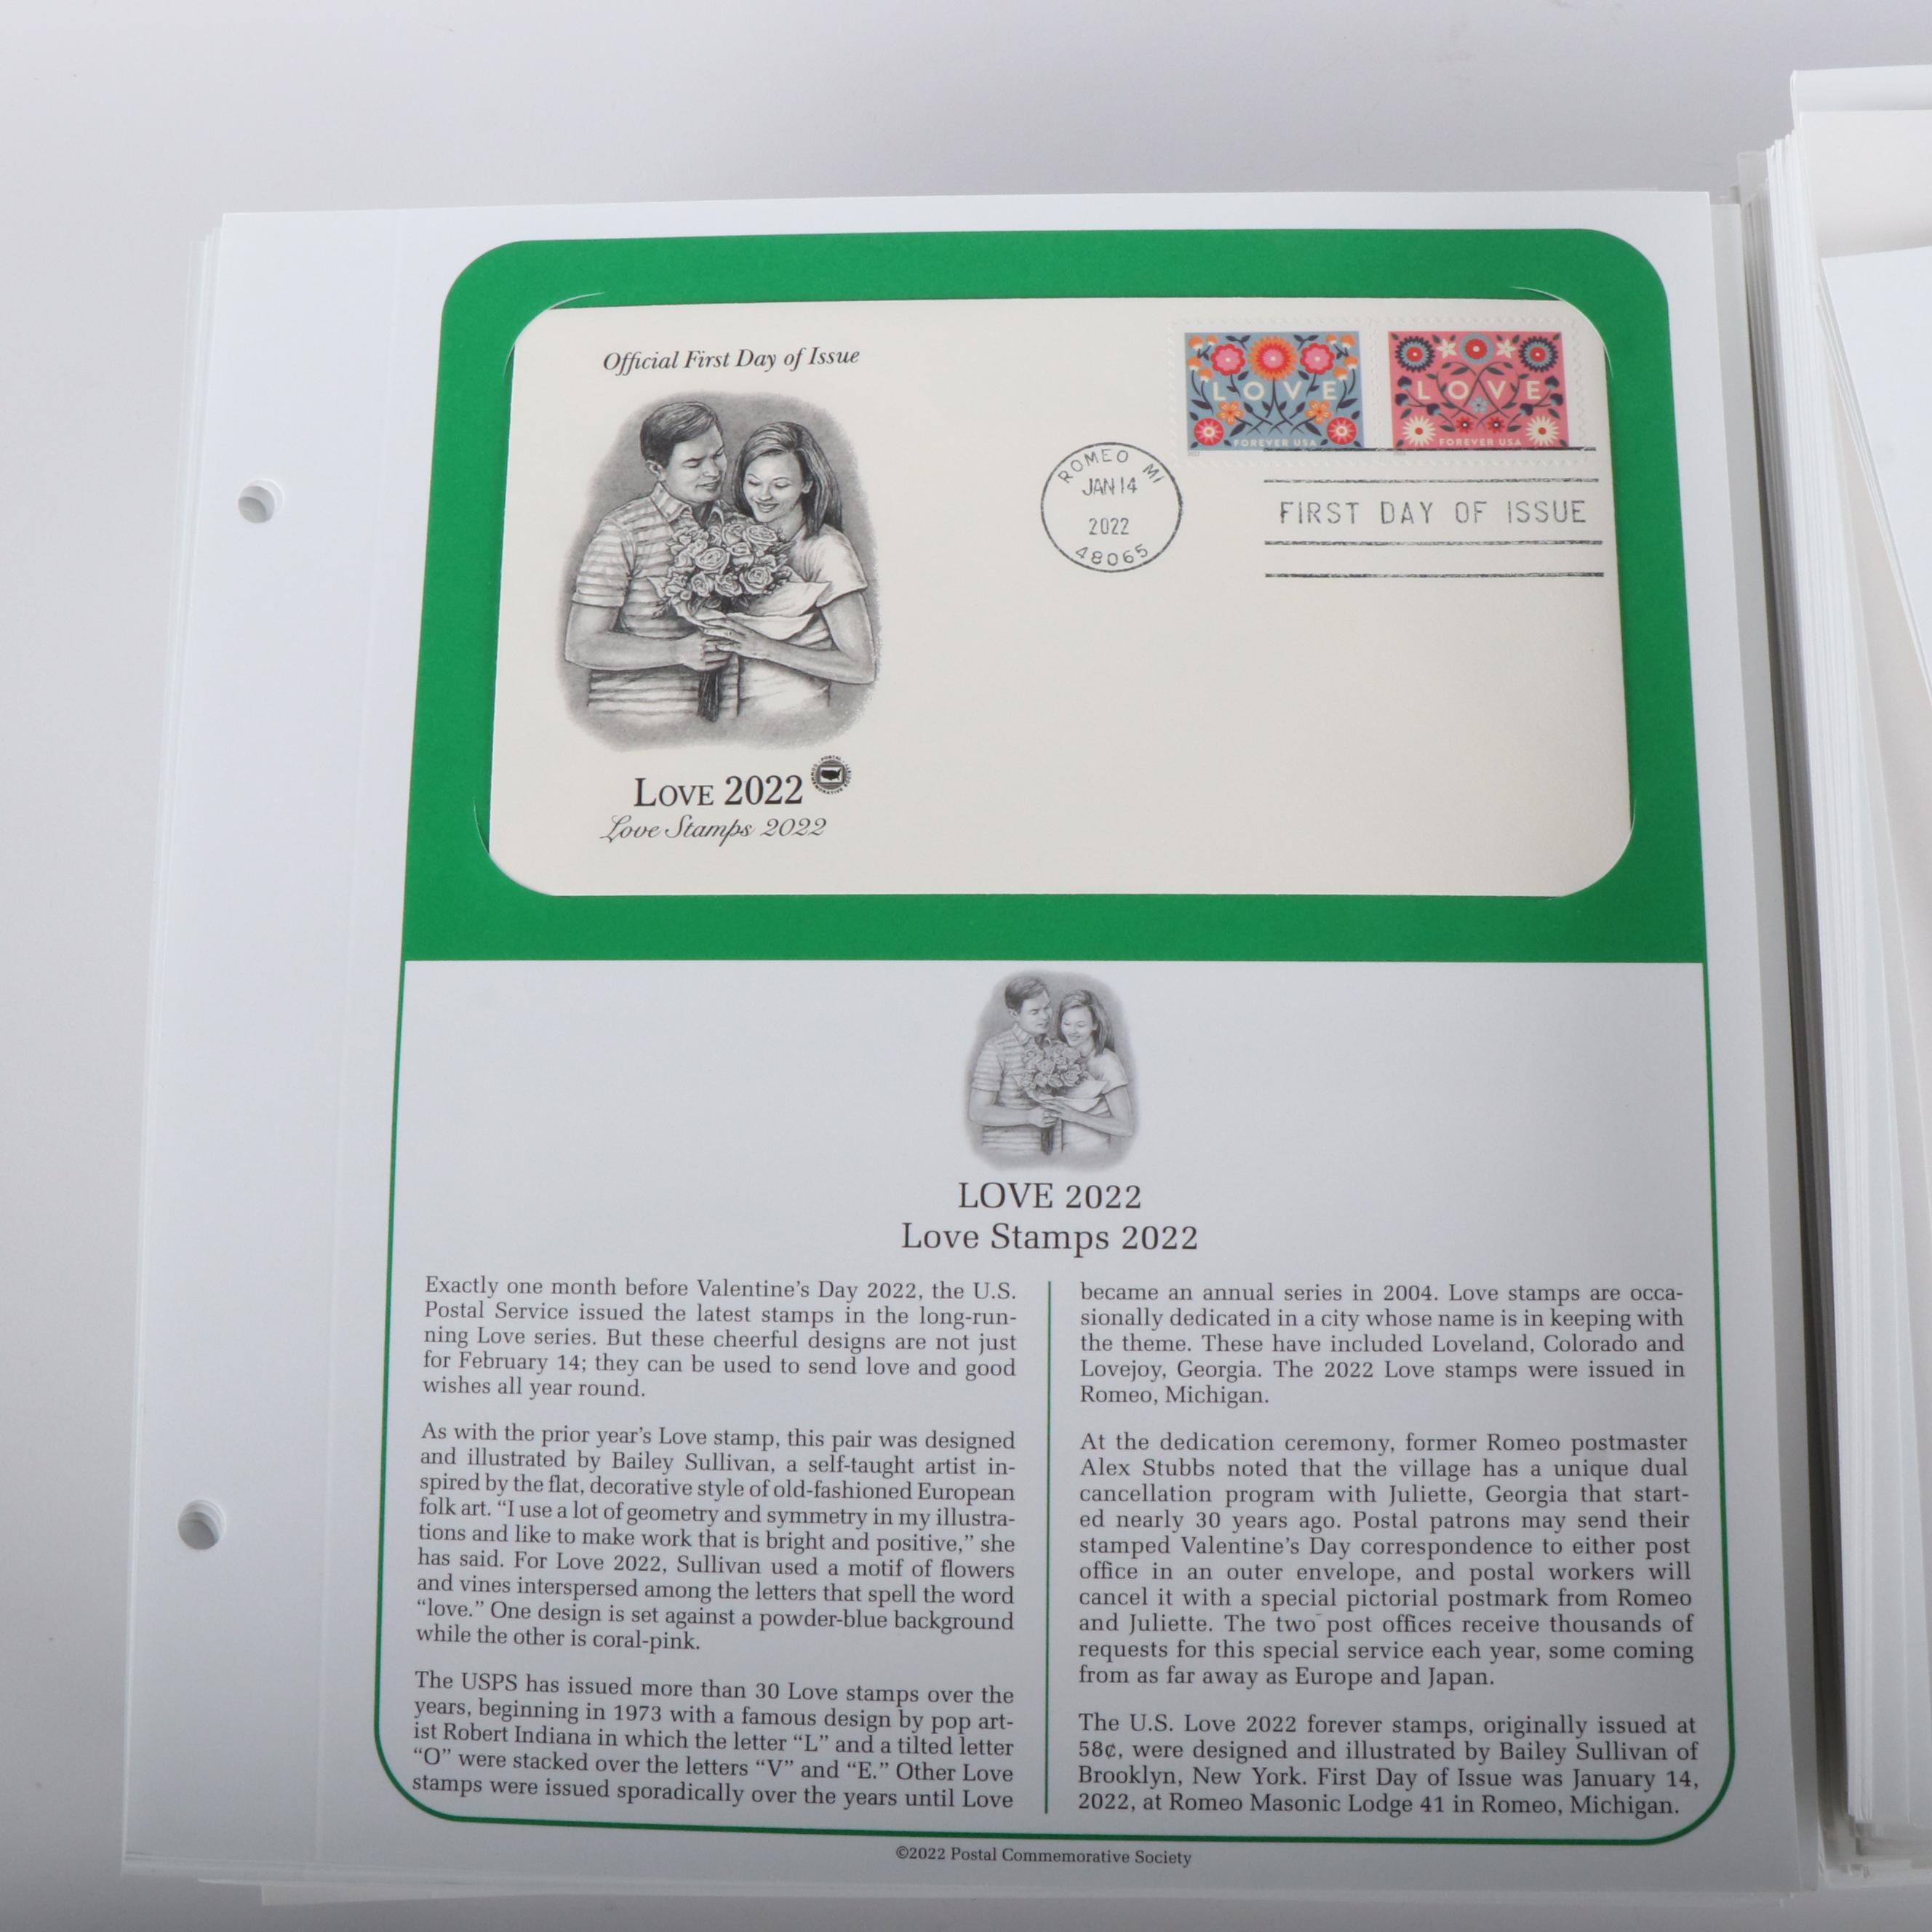 Official First Day of Issue
LOVE
FOREVER USA
LOVE
FOREVER USA
ROMEO MI
JAN 14
2022
48065
FIRST DAY OF ISSUE
LOVE 2022
Love Stamps 2022
LOVE 2022
Love Stamps 2022
Exactly one month before Valentine's Day 2022, the U.S.
Postal Service issued the latest stamps in the long-run-
ning Love series. But these cheerful designs are not just
for February 14; they can be used to send love and good
wishes all year round.
As with the prior year's Love stamp, this pair was designed
and illustrated by Bailey Sullivan, a self-taught artist in-
spired by the flat, decorative style of old-fashioned European
folk art. “I use a lot of geometry and symmetry in my illustra-
tions and like to make work that is bright and positive,” she
has said. For Love 2022, Sullivan used a motif of flowers
and vines interspersed among the letters that spell the word
“love.” One design is set against a powder-blue background
while the other is coral-pink.
The USPS has issued more than 30 Love stamps over the
years, beginning in 1973 with a famous design by pop art-
ist Robert Indiana in which the letter “L” and a tilted letter
“O” were stacked over the letters “V” and “E.” Other Love
stamps were issued sporadically over the years until Love
became an annual series in 2004. Love stamps are occa-
sionally dedicated in a city whose name is in keeping with
the theme. These have included Loveland, Colorado and
Lovejoy, Georgia. The 2022 Love stamps were issued in
Romeo, Michigan.
At the dedication ceremony, former Romeo postmaster
Alex Stubbs noted that the village has a unique dual
cancellation program with Juliette, Georgia that start-
ed nearly 30 years ago. Postal patrons may send their
stamped Valentine's Day correspondence to either post
office in an outer envelope, and postal workers will
cancel it with a special pictorial postmark from Romeo
and Juliette. The two post offices receive thousands of
requests for this special service each year, some coming
from as far away as Europe and Japan.
The U.S. Love 2022 forever stamps, originally issued at
58¢, were designed and illustrated by Bailey Sullivan of
Brooklyn, New York. First Day of Issue was January 14,
2022, at Romeo Masonic Lodge 41 in Romeo, Michigan.
©2022 Postal Commemorative Society